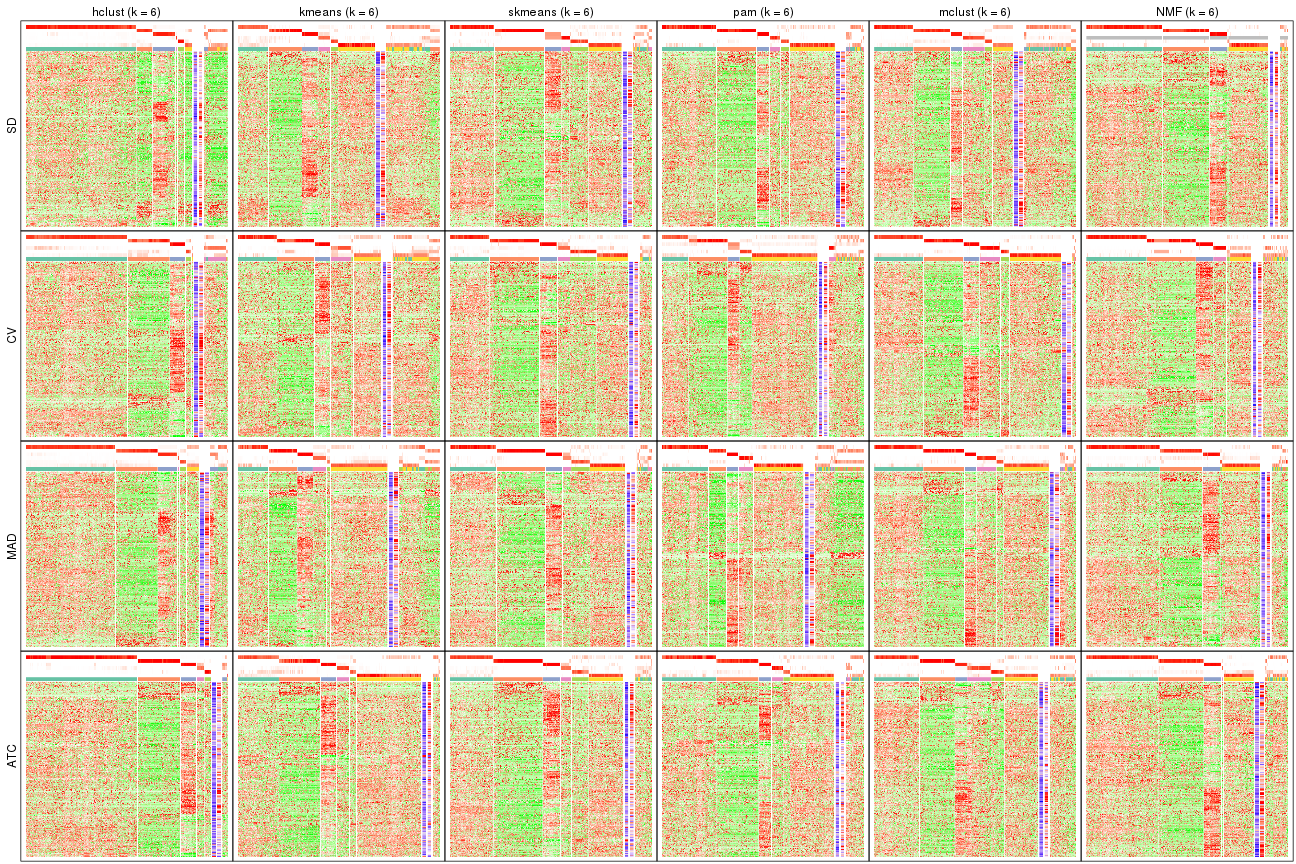 hclust (k = 6) kmeans (k = 6) skmeans (k = 6) pam (k = 6) mclust (k = 6) NMF (k = 6)
SD
CV
MAD
ATC